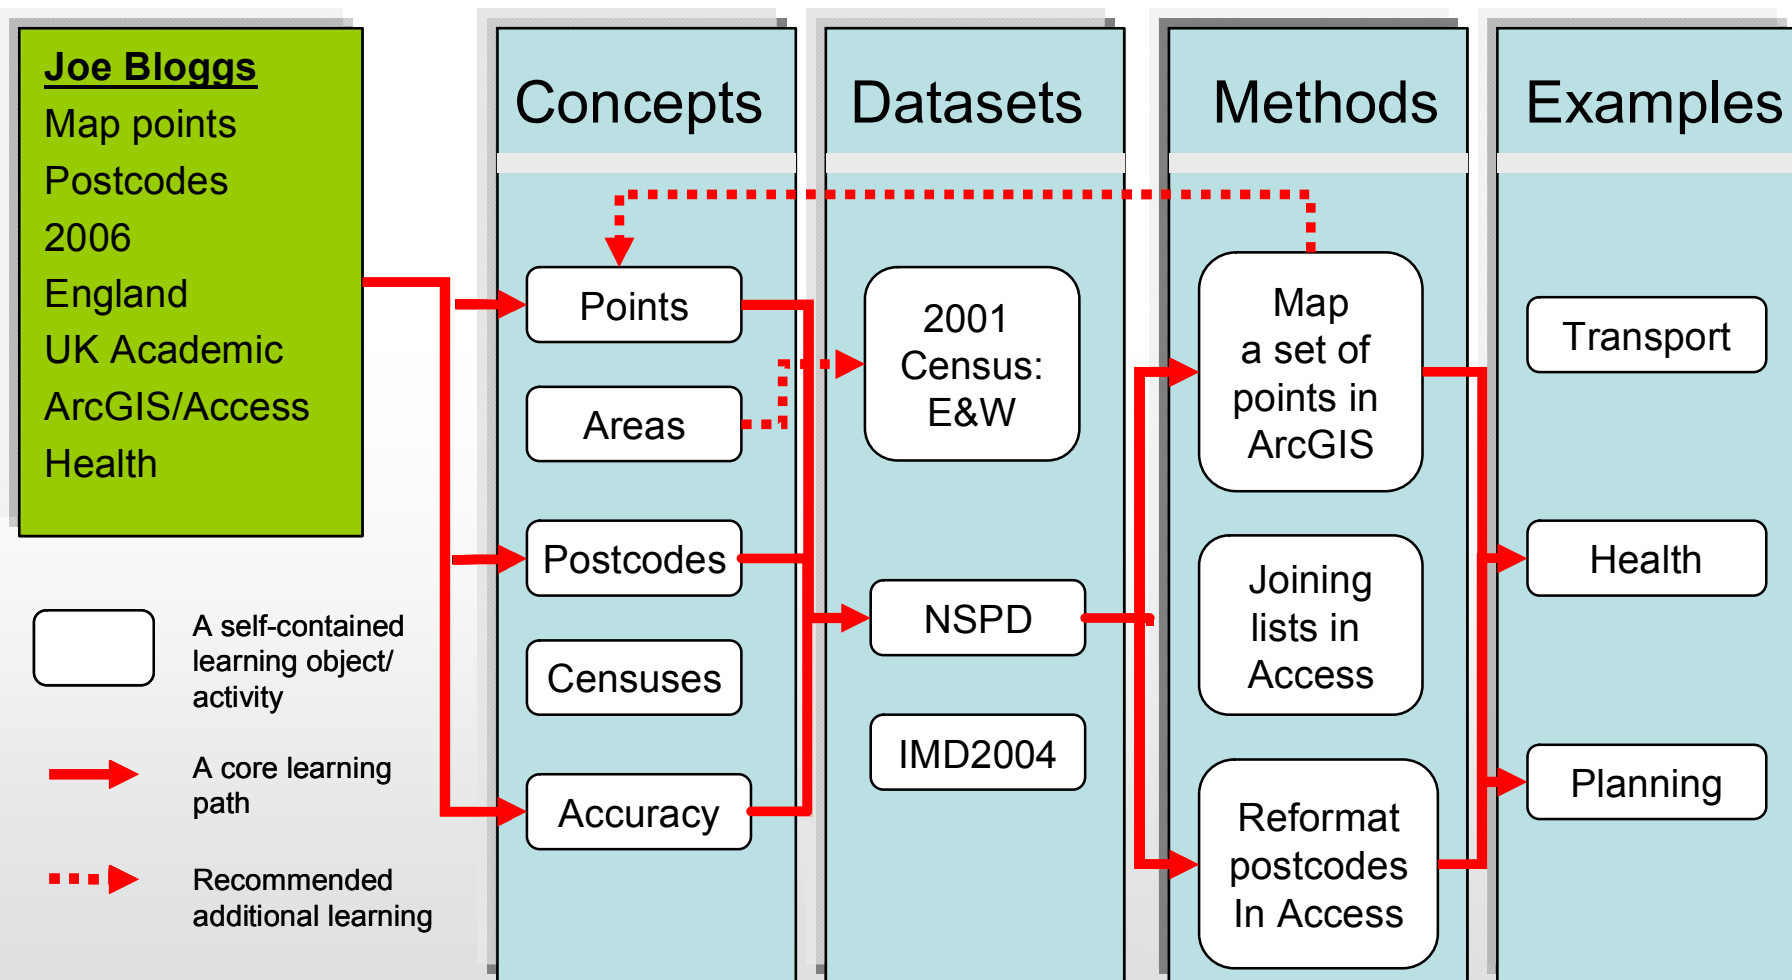 Joe Bloggs
Map points
Postcodes
2006
England
UK Academic
ArcGIS/Access
Health
A self-contained
learning object/
activity
A core learning
path
Recommended
additional learning
Concepts
Points
Areas
Postcodes
Censuses
Accuracy
Datasets
2001
Census:
E&W
NSPD
IMD2004
Methods
Map
a set of
points in
ArcGIS
Joining
lists in
Access
Reformat
postcodes
In Access
Examples
Transport
Health
Planning